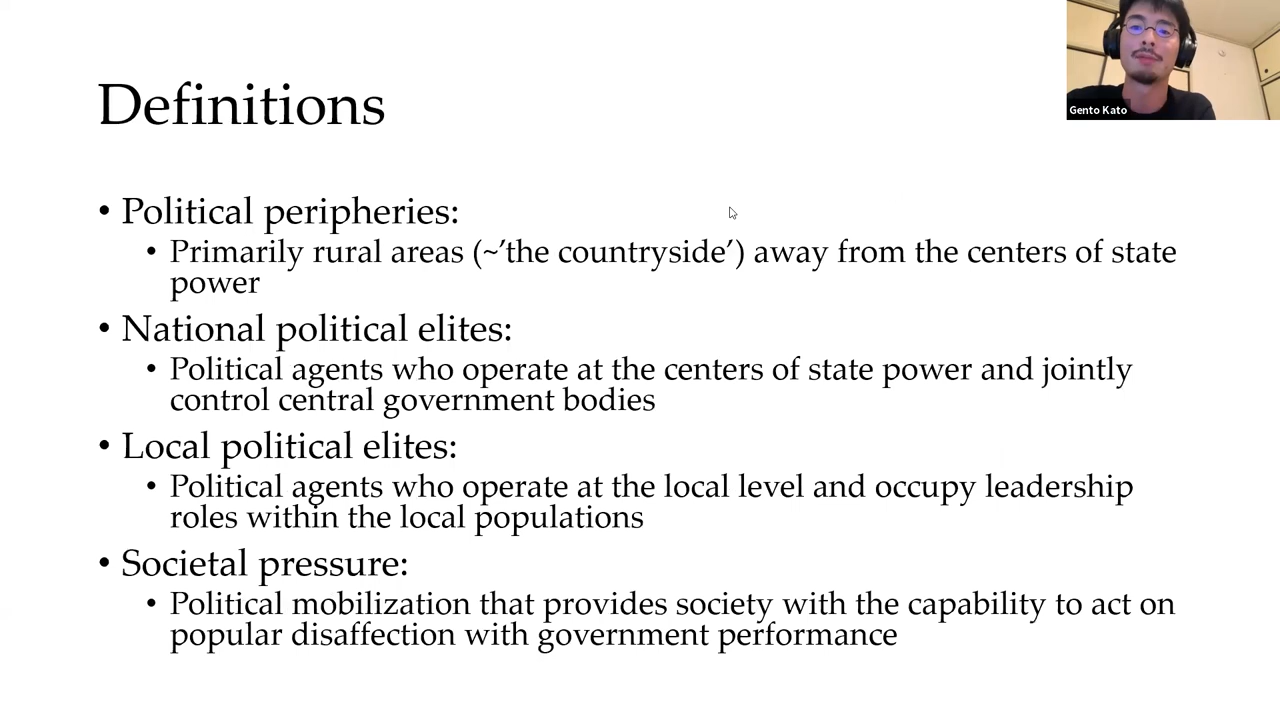 Definitions
Gento Kato
• Political peripheries:
• Primarily rural areas (~’the countryside’) away from the centers of state
power
• National political elites:
• Political agents who operate at the centers of state power and jointly
control central government bodies
• Local political elites:
• Political agents who operate at the local level and occupy leadership
roles within the local populations
• Societal pressure:
• Political mobilization that provides society with the capability to act on
popular disaffection with government performance